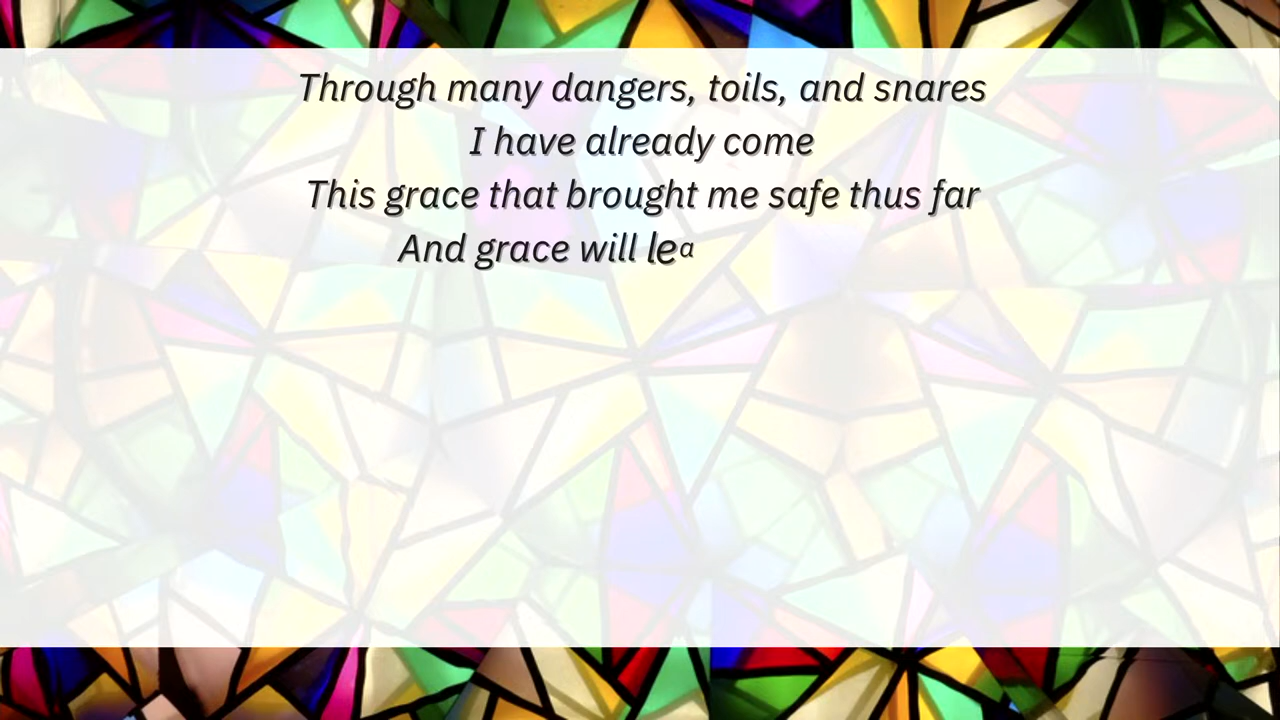 Through many dangers, toils, and snares
I have already come
This grace that brought me safe thus far
And grace will lea